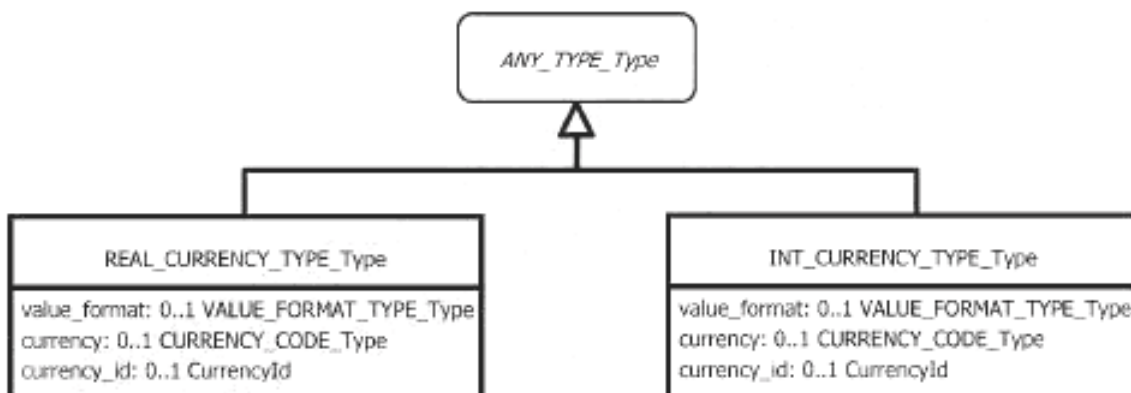 ANY_TYPE_Type
REAL_CURRENCY_TYPE_Type
value_format: 0..1 VALUE_FORMAT_TYPE_Type
currency: 0..1 CURRENCY_CODE_Type
currency_id: 0..1 CurrencyId
INT_CURRENCY_TYPE_Type
value_format: 0..1 VALUE_FORMAT_TYPE_Type
currency: 0..1 CURRENCY_CODE_Type
currency_id: 0..1 CurrencyId